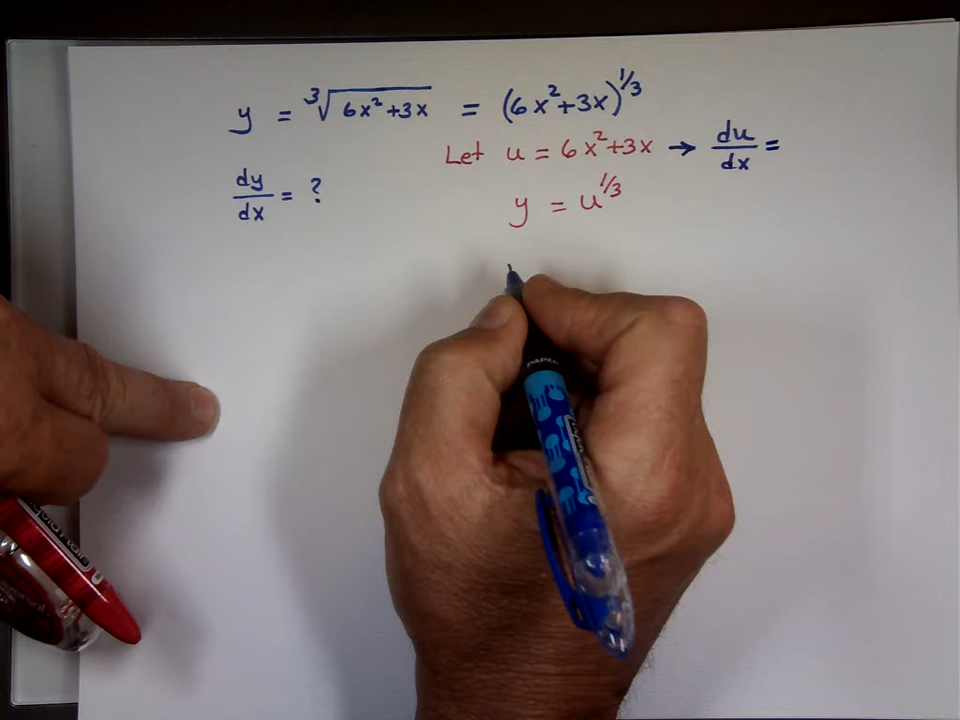 y = ∛(6x²+3x) = (6x²+3x)^1/3
Let u = 6x²+3x → du/dx =
dy/dx = ?
y = u^1/3